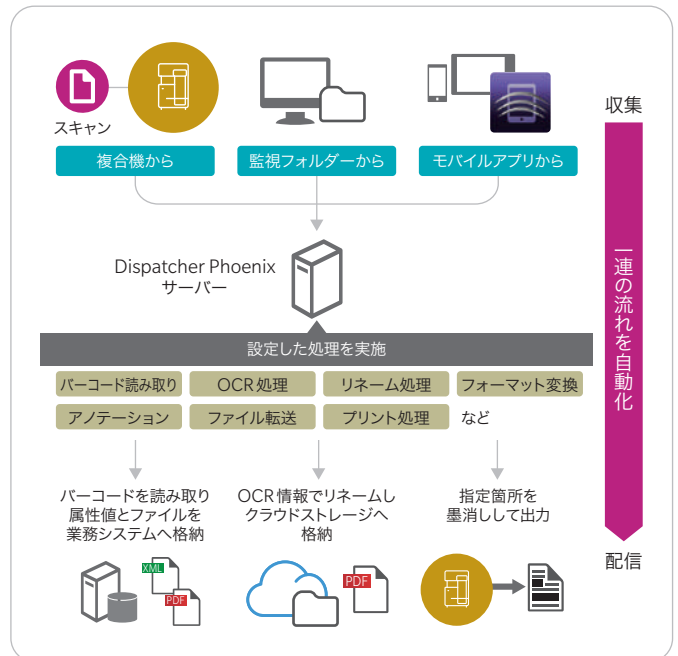 収集
スキャン
複合機から
監視フォルダーから
モバイルアプリから
一連の流れを自動化
Dispatcher Phoenix
サーバー
設定した処理を実施
バーコード読み取り
OCR処理
リネーム処理
フォーマット変換
アノテーション
ファイル転送
プリント処理
など
バーコードを読み取り
属性値とファイルを
業務システムへ格納
OCR情報でリネームし
クラウドストレージへ
格納
指定箇所を
墨消しして出力
配信
XML
PDF
PDF